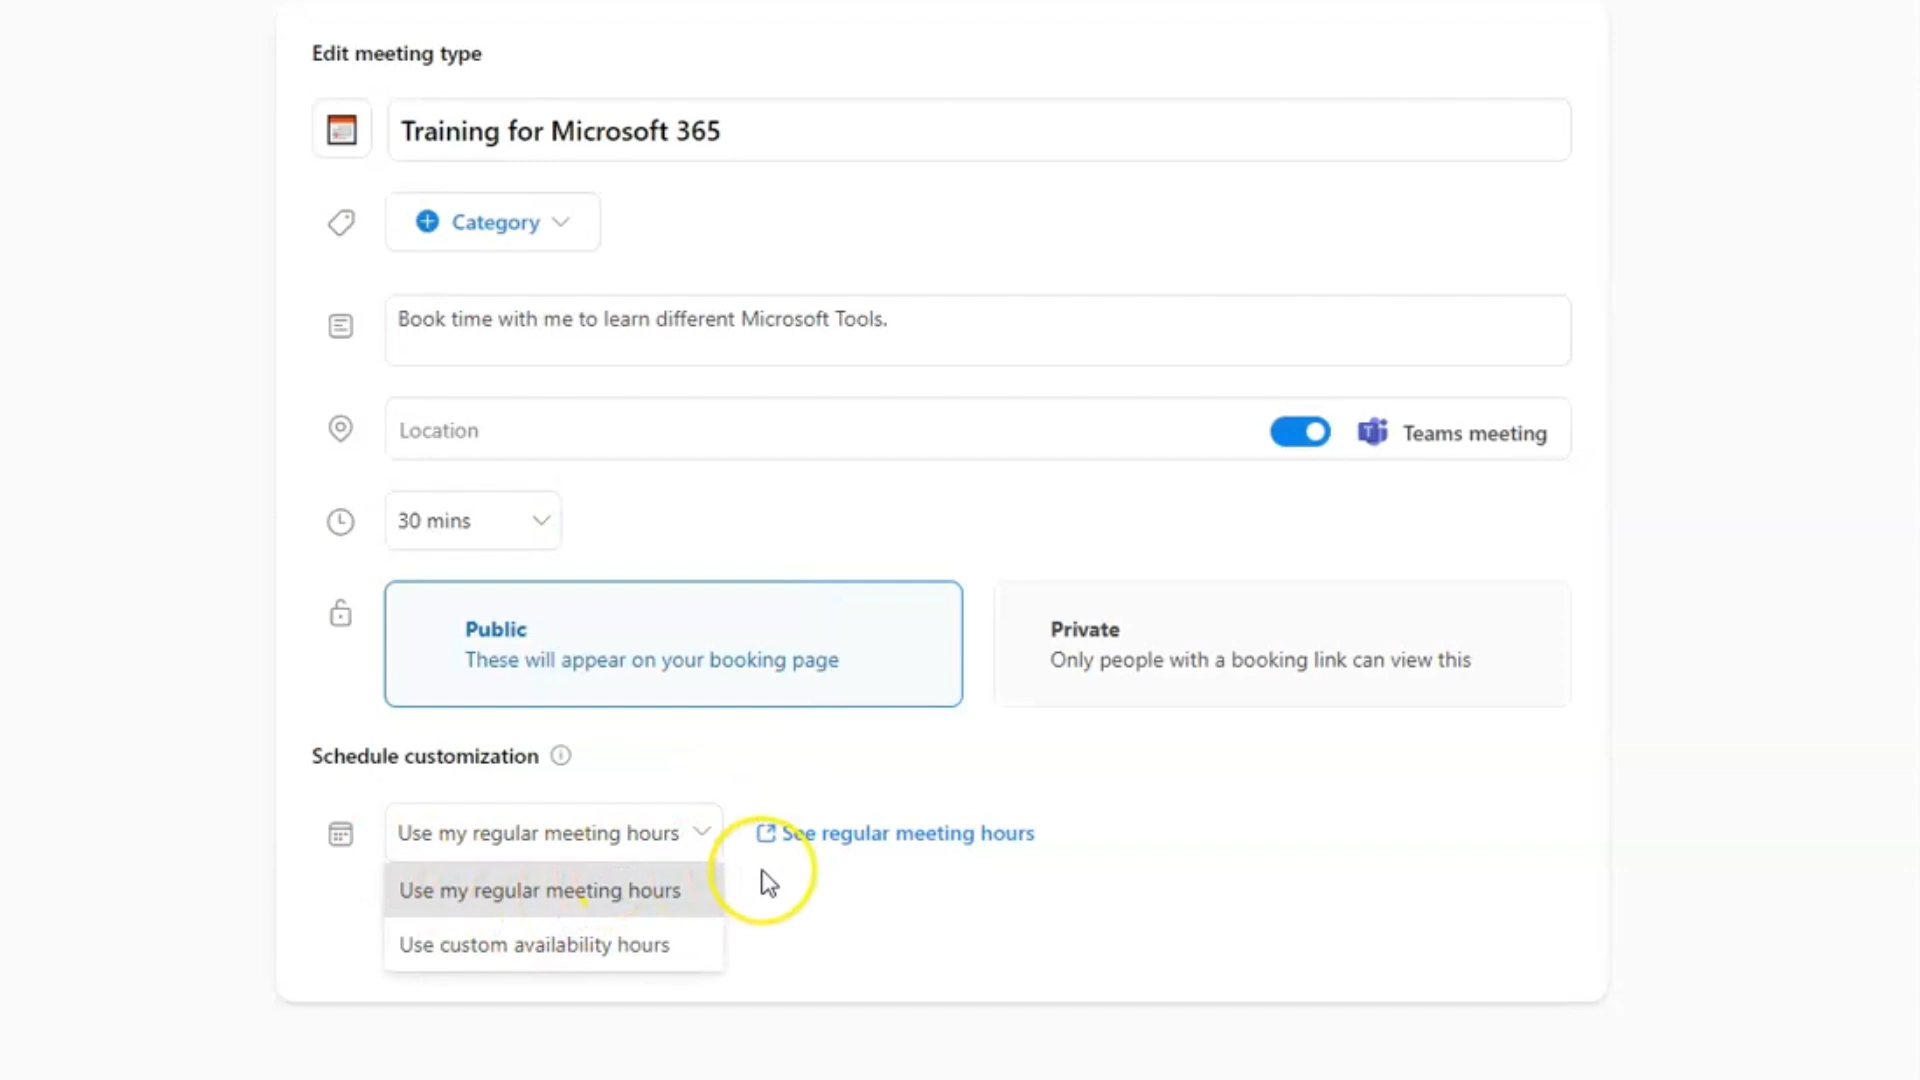 Edit meeting type
Training for Microsoft 365
Category
Book time with me to learn different Microsoft Tools.
Location
Teams meeting
30 mins
Public
These will appear on your booking page
Private
Only people with a booking link can view this
Schedule customization
Use my regular meeting hours
See regular meeting hours
Use my regular meeting hours
Use custom availability hours